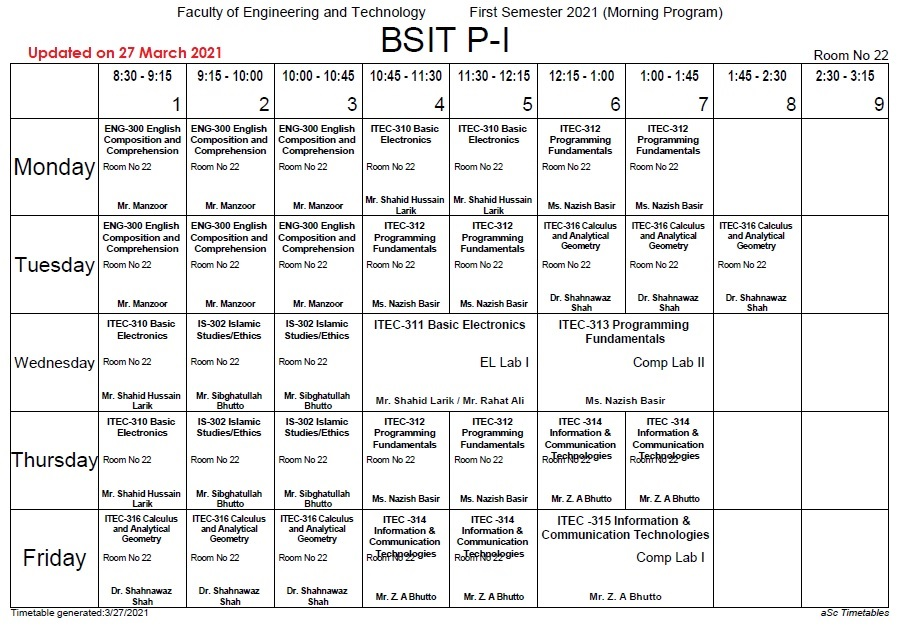 Faculty of Engineering and Technology First Semester 2021 (Morning Program)
BSIT P-I
Updated on 27 March 2021
Room No 22
8:30 - 9:15 9:15 - 10:00 10:00 - 10:45 10:45 - 11:30 11:30 - 12:15 12:15 - 1:00 1:00 - 1:45 1:45 - 2:30 2:30 - 3:15
1 2 3 4 5 6 7 8 9
Monday
ENG-300 English
Composition and
Comprehension
Room No 22
Mr. Manzoor
ENG-300 English
Composition and
Comprehension
Room No 22
Mr. Manzoor
ENG-300 English
Composition and
Comprehension
Room No 22
Mr. Manzoor
ITEC-310 Basic
Electronics
Room No 22
Mr. Shahid Hussain
Larik
ITEC-310 Basic
Electronics
Room No 22
Mr. Shahid Hussain
Larik
ITEC-312
Programming
Fundamentals
Room No 22
Ms. Nazish Basir
ITEC-312
Programming
Fundamentals
Room No 22
Ms. Nazish Basir
Tuesday
ENG-300 English
Composition and
Comprehension
Room No 22
Mr. Manzoor
ENG-300 English
Composition and
Comprehension
Room No 22
Mr. Manzoor
ENG-300 English
Composition and
Comprehension
Room No 22
Mr. Manzoor
ITEC-312
Programming
Fundamentals
Room No 22
Ms. Nazish Basir
ITEC-312
Programming
Fundamentals
Room No 22
Ms. Nazish Basir
ITEC-316 Calculus
and Analytical
Geometry
Room No 22
Dr. Shahnawaz
Shah
ITEC-316 Calculus
and Analytical
Geometry
Room No 22
Dr. Shahnawaz
Shah
ITEC-316 Calculus
and Analytical
Geometry
Room No 22
Dr. Shahnawaz
Shah
Wednesday
ITEC-310 Basic
Electronics
Room No 22
Mr. Shahid Hussain
Larik
IS-302 Islamic
Studies/Ethics
Room No 22
Mr. Sibghatullah
Bhutto
IS-302 Islamic
Studies/Ethics
Room No 22
Mr. Sibghatullah
Bhutto
ITEC-311 Basic Electronics
EL Lab I
Mr. Shahid Larik / Mr. Rahat Ali
ITEC-313 Programming
Fundamentals
Comp Lab II
Ms. Nazish Basir
Thursday
ITEC-310 Basic
Electronics
Room No 22
Mr. Shahid Hussain
Larik
IS-302 Islamic
Studies/Ethics
Room No 22
Mr. Sibghatullah
Bhutto
IS-302 Islamic
Studies/Ethics
Room No 22
Mr. Sibghatullah
Bhutto
ITEC-312
Programming
Fundamentals
Room No 22
Ms. Nazish Basir
ITEC-312
Programming
Fundamentals
Room No 22
Ms. Nazish Basir
ITEC -314
Information &
Communication
Technologies
Room No 22
Mr. Z. A Bhutto
ITEC -314
Information &
Communication
Technologies
Room No 22
Mr. Z. A Bhutto
Friday
ITEC-316 Calculus
and Analytical
Geometry
Room No 22
Dr. Shahnawaz
Shah
ITEC-316 Calculus
and Analytical
Geometry
Room No 22
Dr. Shahnawaz
Shah
ITEC-316 Calculus
and Analytical
Geometry
Room No 22
Dr. Shahnawaz
Shah
ITEC -314
Information &
Communication
Technologies
Room No 22
Mr. Z. A Bhutto
ITEC -314
Information &
Communication
Technologies
Room No 22
Mr. Z. A Bhutto
ITEC -315 Information &
Communication Technologies
Comp Lab I
Mr. Z. A Bhutto
Timetable generated:3/27/2021
aSc Timetables